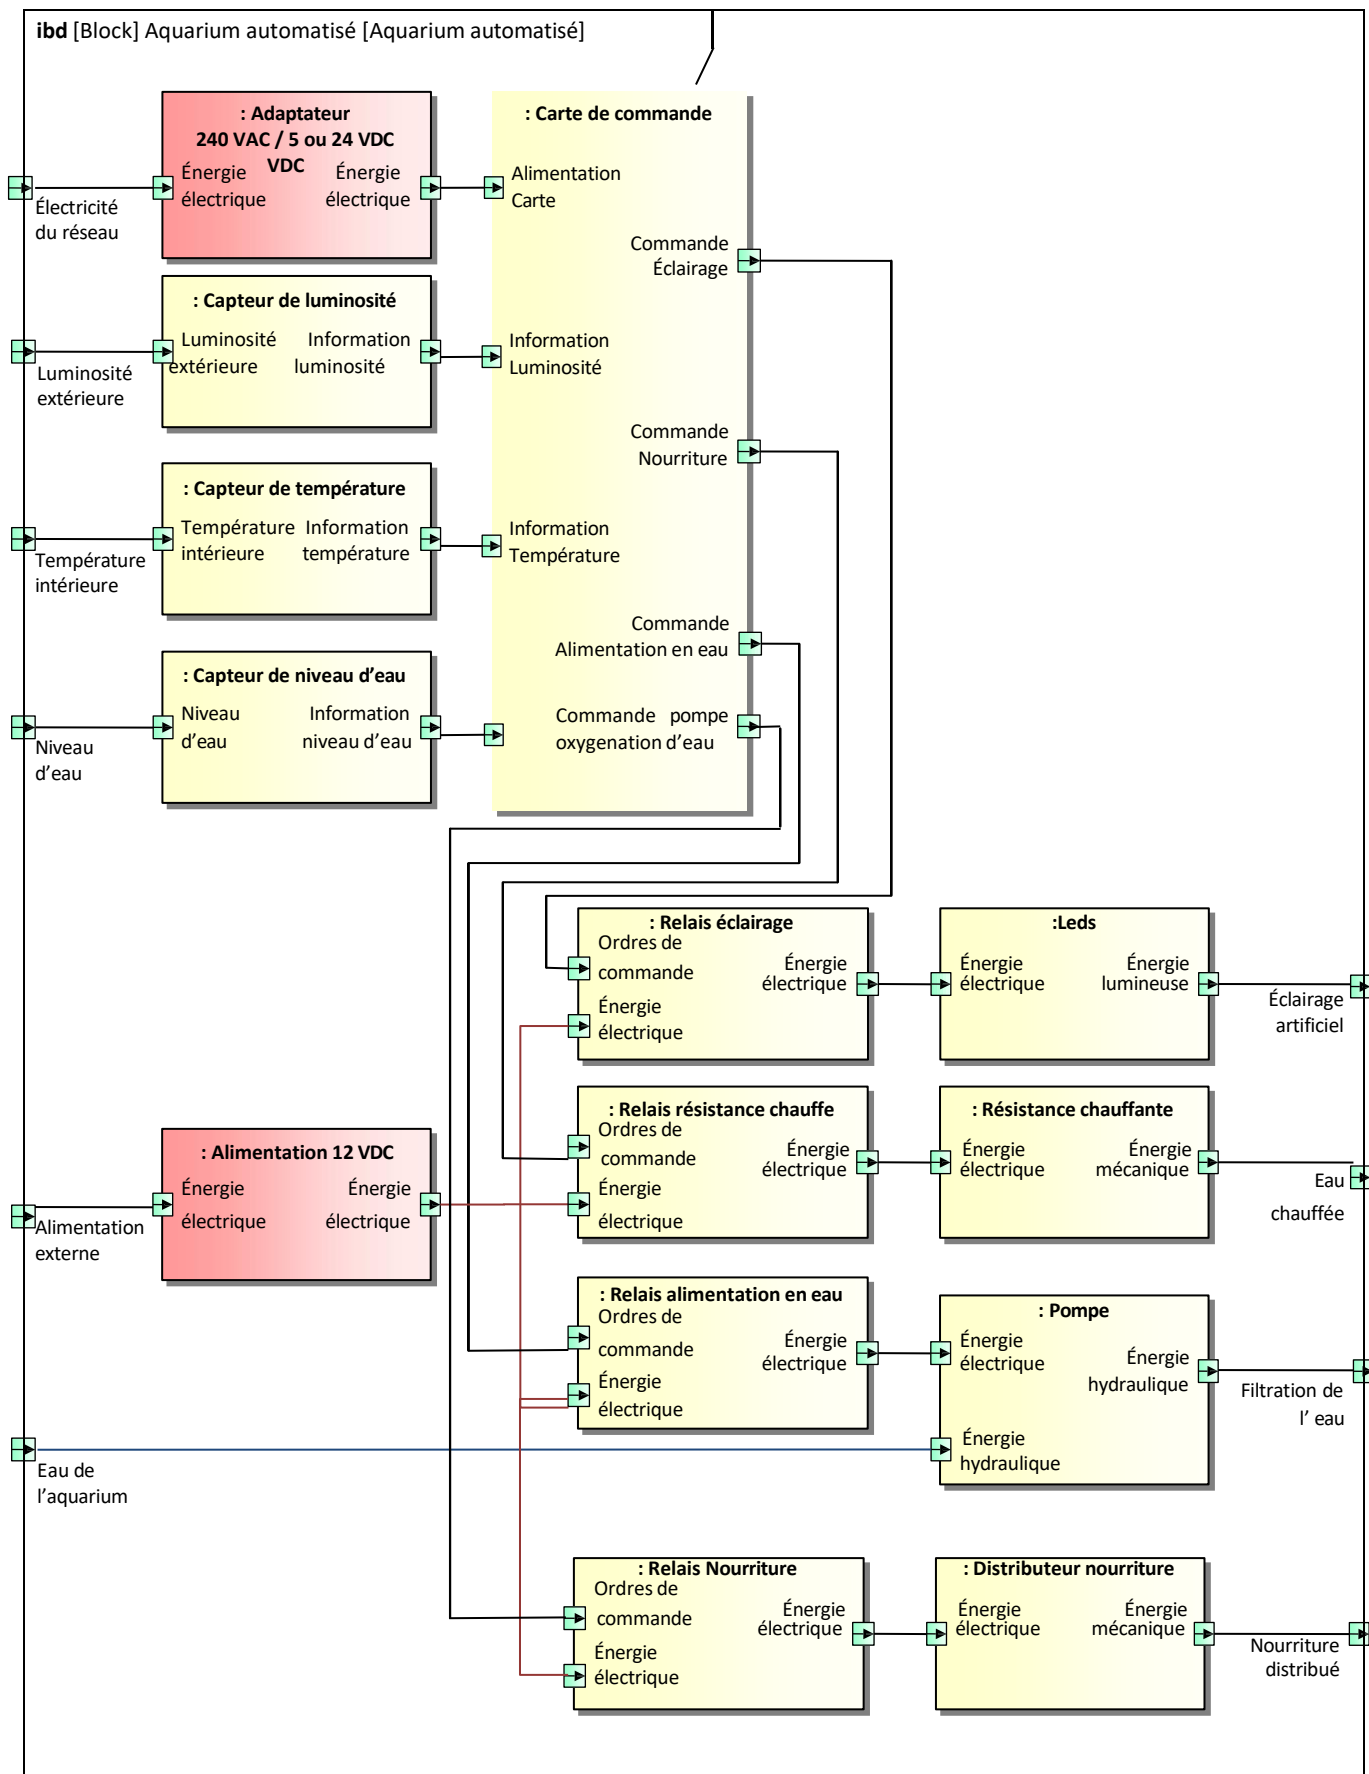 ibd [Block] Aquarium automatisé [Aquarium automatisé]
: Adaptateur
240 VAC / 5 ou 24 VDC
VDC
Énergie
électrique
Énergie
électrique
Électricité
du réseau
: Carte de commande
Alimentation
Carte
Commande
Éclairage
Information
Luminosité
Commande
Nourriture
Information
Température
Commande
Alimentation en eau
Commande pompe
oxygenation d'eau
: Capteur de luminosité
Luminosité
extérieure
Information
luminosité
Luminosité
extérieure
: Capteur de température
Température
intérieure
Information
température
Température
intérieure
: Capteur de niveau d’eau
Niveau
d’eau
Information
niveau d’eau
Niveau
d’eau
: Relais éclairage
Ordres de
commande
Énergie
électrique
Énergie
électrique
:Leds
Énergie
électrique
Énergie
lumineuse
Éclairage
artificiel
: Relais résistance chauffe
Ordres de
commande
Énergie
électrique
Énergie
électrique
: Résistance chauffante
Énergie
électrique
Énergie
mécanique
Eau
chauffée
: Alimentation 12 VDC
Énergie
électrique
Énergie
électrique
Alimentation
externe
: Relais alimentation en eau
Ordres de
commande
Énergie
électrique
Énergie
électrique
: Pompe
Énergie
électrique
Énergie
hydraulique
Énergie
hydraulique
Filtration de
l’ eau
Eau de
l’aquarium
: Relais Nourriture
Ordres de
commande
Énergie
électrique
Énergie
électrique
: Distributeur nourriture
Énergie
électrique
Énergie
mécanique
Nourriture
distribué